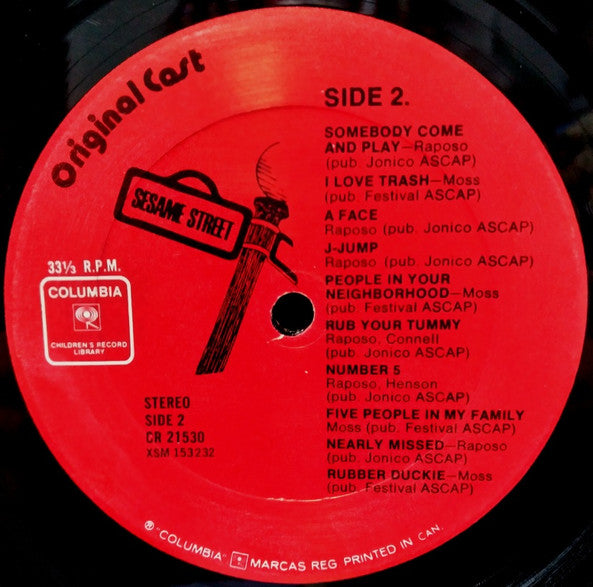 Original Cast
SIDE 2.
SESAME STREET
33⅓ R.P.M.
COLUMBIA
CHILDREN'S RECORD
LIBRARY
STEREO
SIDE 2
CR 21530
XSM 153232
SOMEBODY COME
AND PLAY—Raposo
(pub. Jonico ASCAP)
I LOVE TRASH—Moss
(pub. Festival ASCAP)
A FACE
Raposo (pub. Jonico ASCAP)
J-JUMP
Raposo (pub. Jonico ASCAP)
PEOPLE IN YOUR
NEIGHBORHOOD—Moss
(pub. Festival ASCAP)
RUB YOUR TUMMY
Raposo, Connell
(pub. Jonico ASCAP)
NUMBER 5
Raposo, Henson
(pub. Jonico ASCAP)
FIVE PEOPLE IN MY FAMILY
Moss (pub. Festival ASCAP)
NEARLY MISSED—Raposo
(pub. Jonico ASCAP)
RUBBER DUCKIE—Moss
(pub. Festival ASCAP)
® "COLUMBIA" MARCAS REG PRINTED IN CAN.